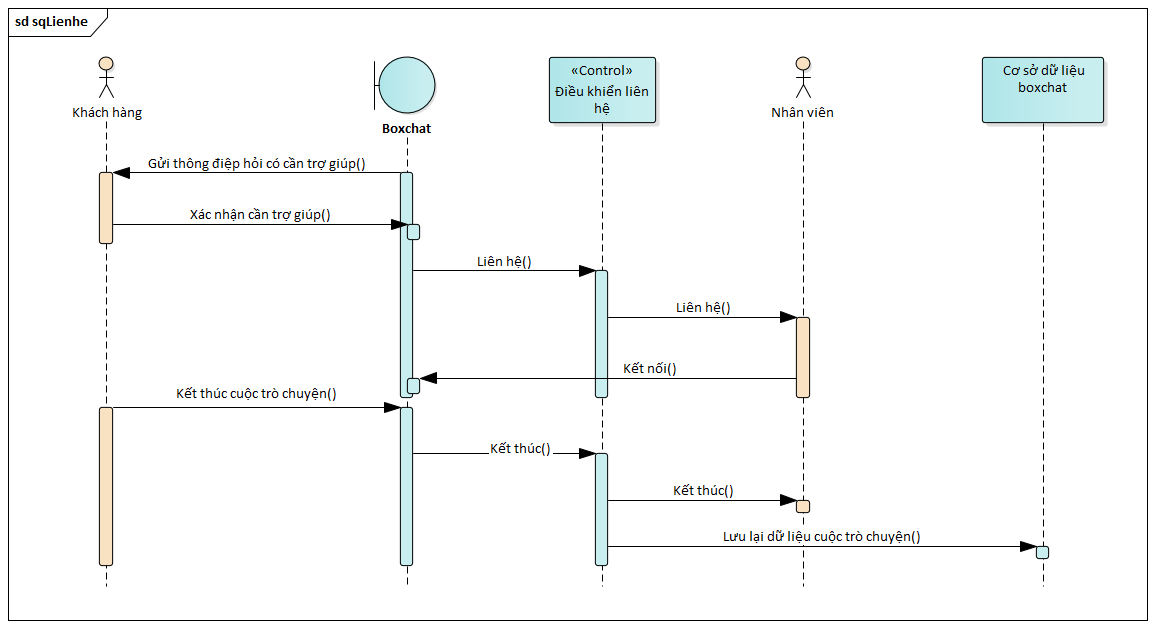 sd sqLienhe
Khách hàng
Boxchat
«Control»
Điều khiển liên
hệ
Nhân viên
Cơ sở dữ liệu
boxchat
Gửi thông điệp hỏi có cần trợ giúp()
Xác nhận cần trợ giúp()
Liên hệ()
Liên hệ()
Kết nối()
Kết thúc cuộc trò chuyện()
Kết thúc()
Kết thúc()
Lưu lại dữ liệu cuộc trò chuyện()